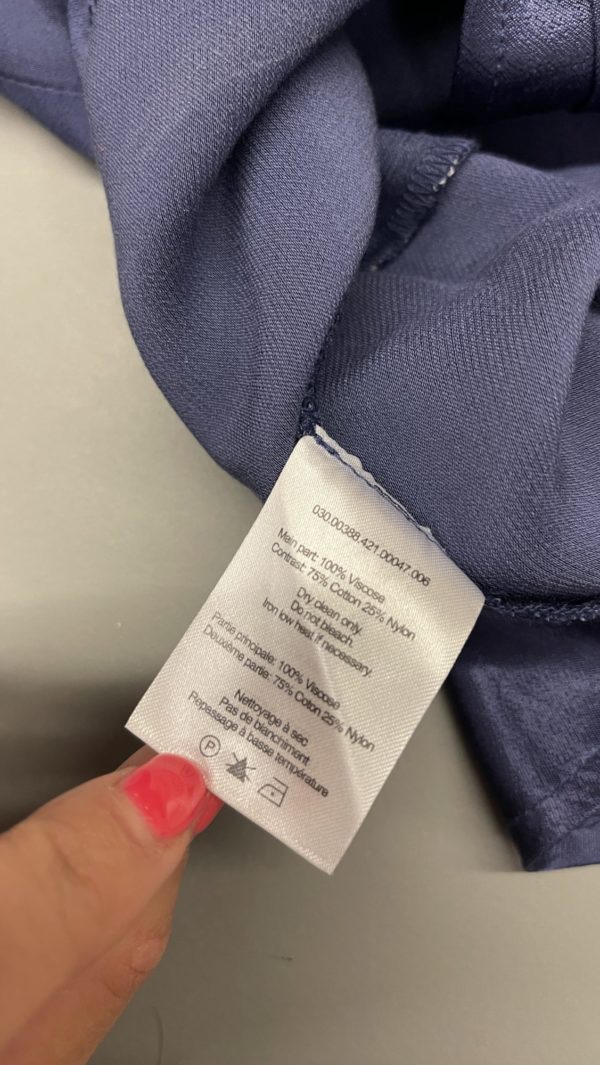 030.00388.421.00047.006
Main part: 100% Viscose
Contrast: 75% Cotton 25% Nylon
Dry clean only.
Do not bleach.
Iron low heat if necessary.
Partie principale: 100% Viscose
Deuxième partie: 75% Coton 25% Nylon
Nettoyage à sec
Pas de blanchiment
Repassage à basse température
P